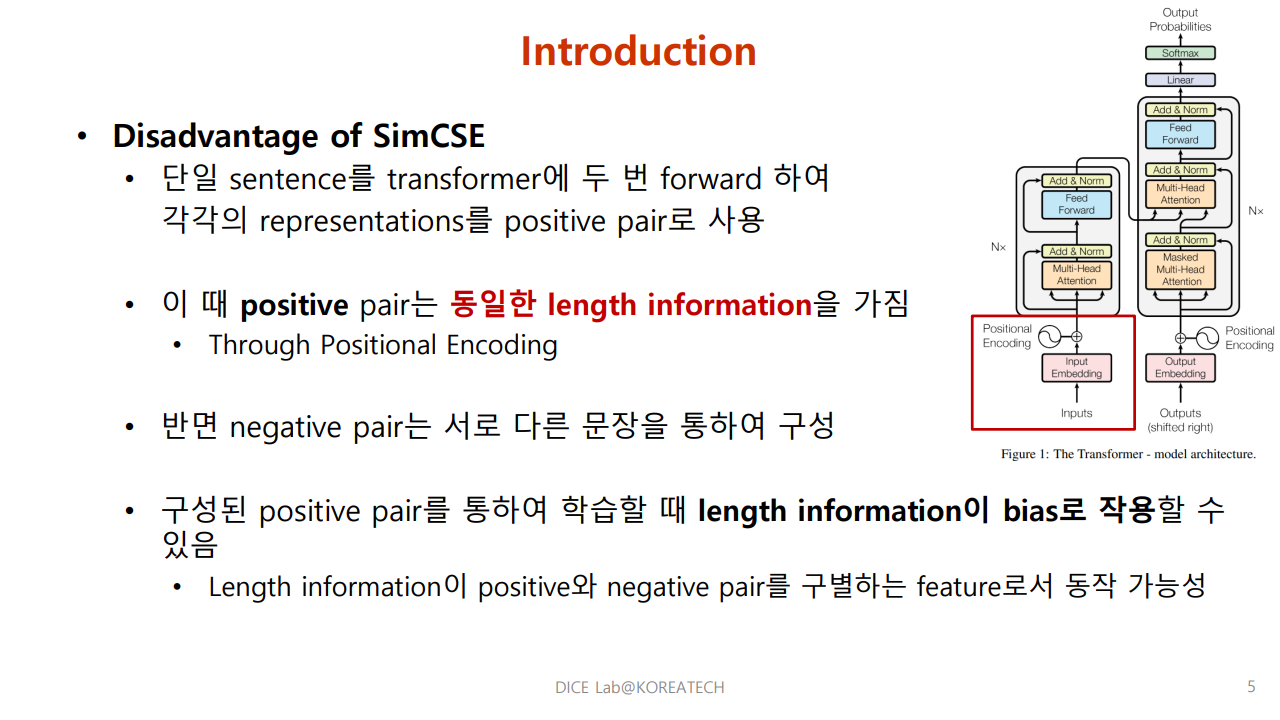 Introduction
• Disadvantage of SimCSE
• 단일 sentence를 transformer에 두 번 forward 하여
각각의 representations를 positive pair로 사용
• 이 때 positive pair는 동일한 length information을 가짐
• Through Positional Encoding
• 반면 negative pair는 서로 다른 문장을 통하여 구성
• 구성된 positive pair를 통하여 학습할 때 length information이 bias로 작용할 수
있음
• Length information이 positive와 negative pair를 구별하는 feature로서 동작 가능성
Output
Probabilities
Softmax
Linear
Add & Norm
Feed
Forward
Add & Norm
Multi-Head
Attention
Add & Norm
Masked
Multi-Head
Attention
N×
Add & Norm
Feed
Forward
Add & Norm
Multi-Head
Attention
N×
Positional
Encoding
Input
Embedding
Inputs
Positional
Encoding
Output
Embedding
Outputs
(shifted right)
Figure 1: The Transformer - model architecture.
DICE Lab@KOREATECH
5